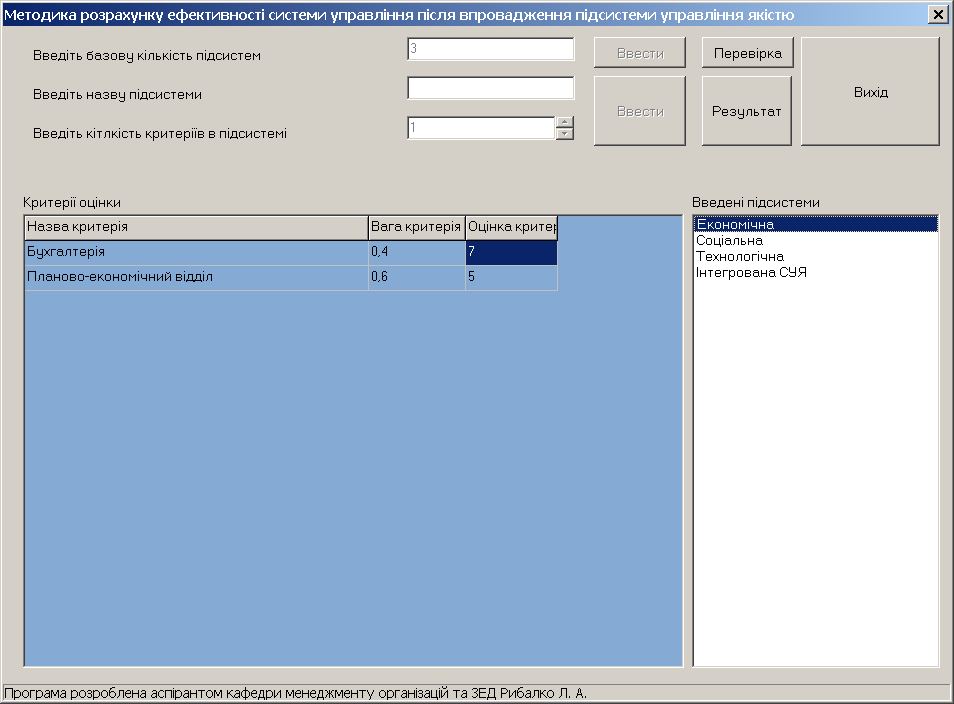 Методика розрахунку ефективності системи управління після впровадження підсистеми управління якістю
Введіть базову кількість підсистем
3
Ввести
Перевірка
Вихід
Введіть назву підсистеми
Ввести
Результат
Введіть кітлкість критеріїв в підсистемі
1
Критерії оцінки
Введені підсистеми
Назва критерія
Вага критерія
Оцінка критер
Бухгалтерія
0,4
7
Планово-економічний відділ
0,6
5
Економічна
Соціальна
Технологічна
Інтегрована СУЯ
Програма розроблена аспірантом кафедри менеджменту організацій та ЗЕД Рибалко Л. А.